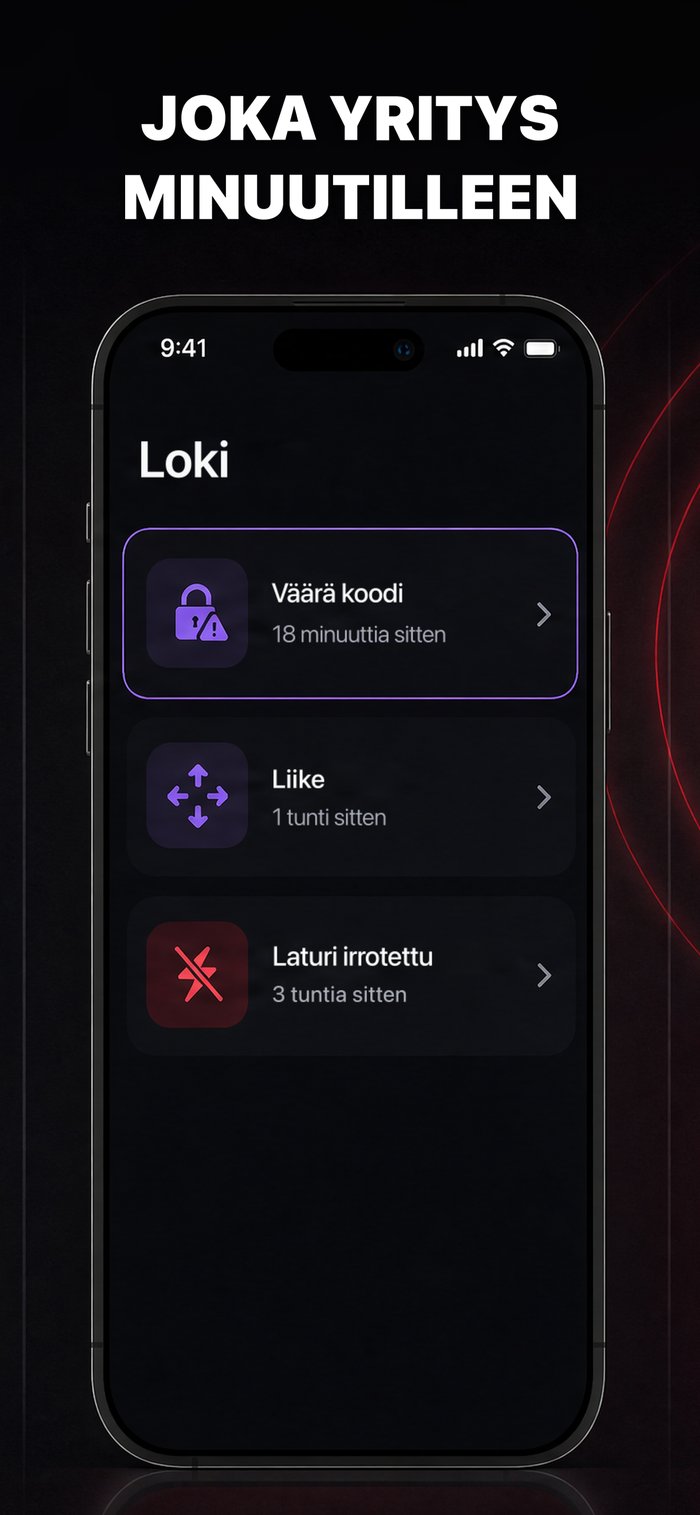 JOKA YRITYS
MINUUTILLEEN
9:41
Loki
Väärä koodi
18 minuuttia sitten
Liike
1 tunti sitten
Laturi irrotettu
3 tuntia sitten